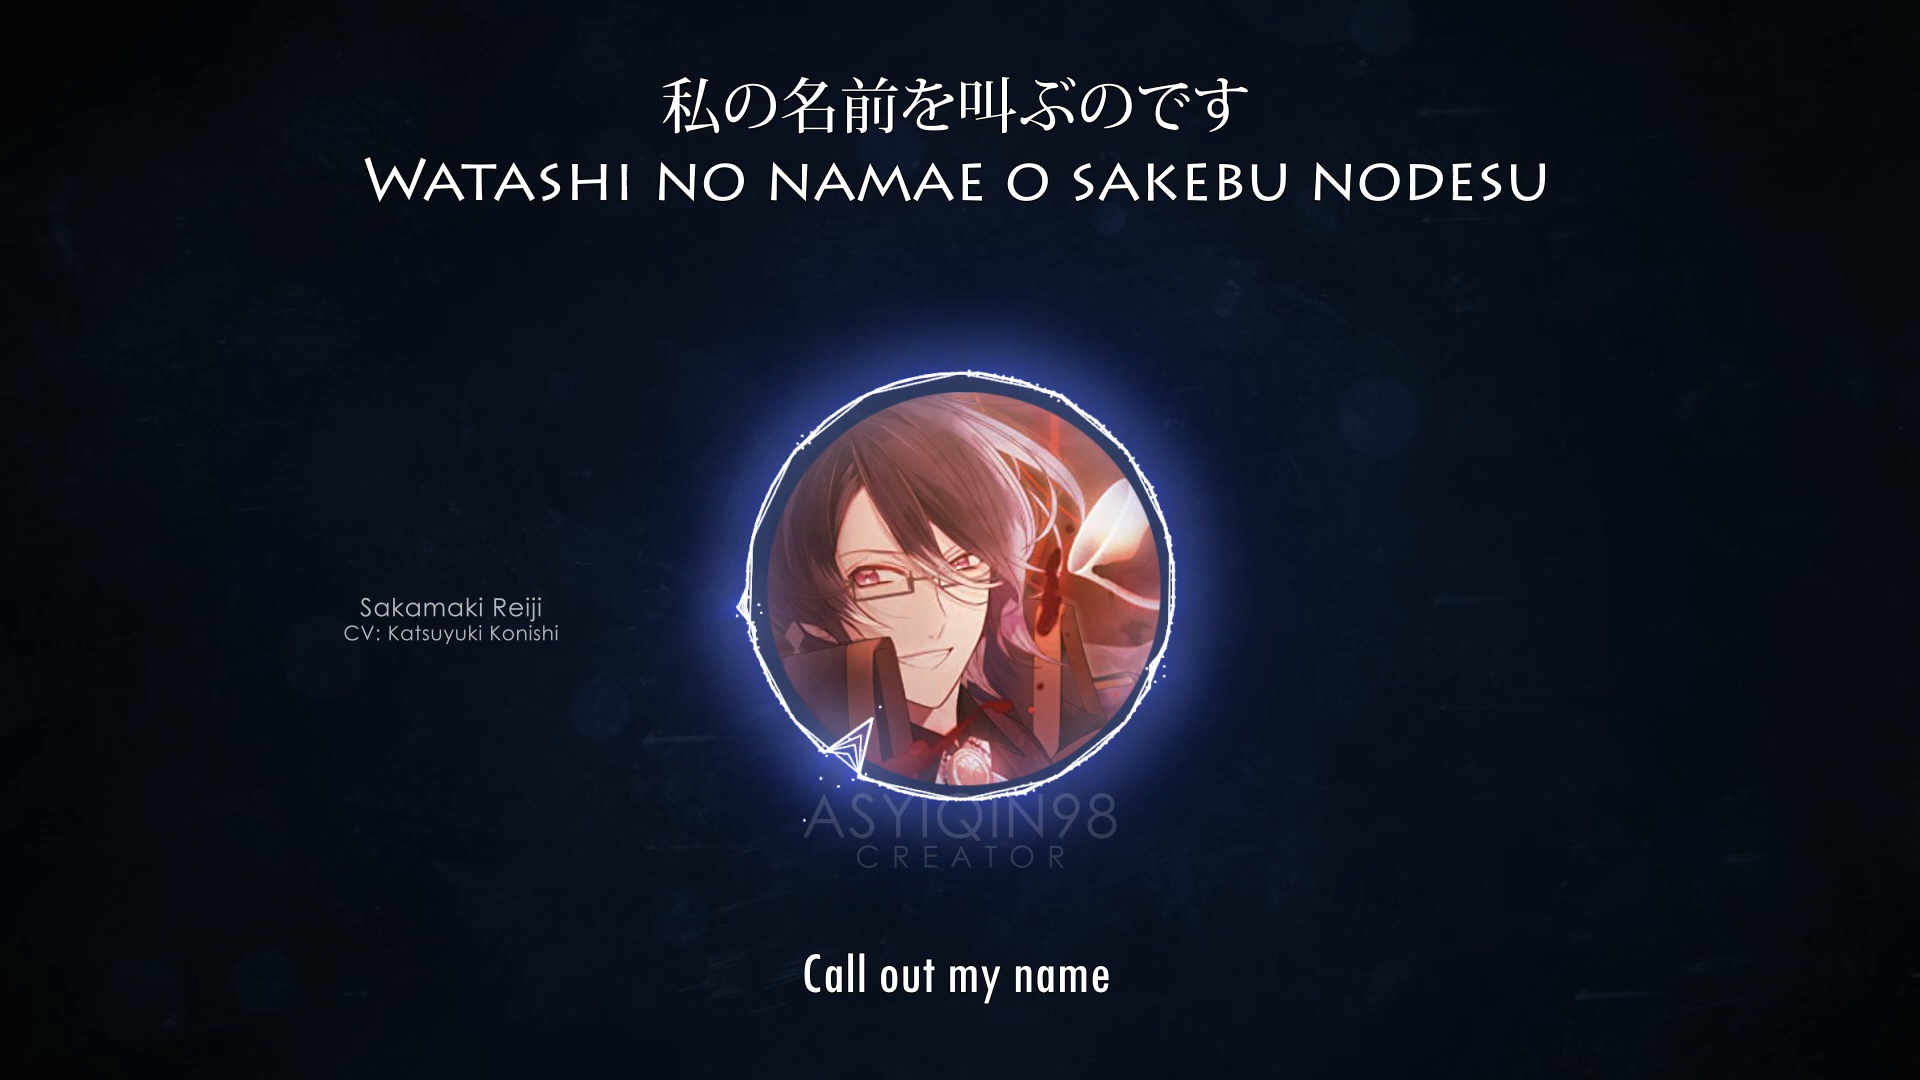 私の名前を叫ぶのです
Watashi no namae o sakebu nodesu
Sakamaki Reiji
CV: Katsuyuki Konishi
ASYIQIN98
CREATOR
Call out my name